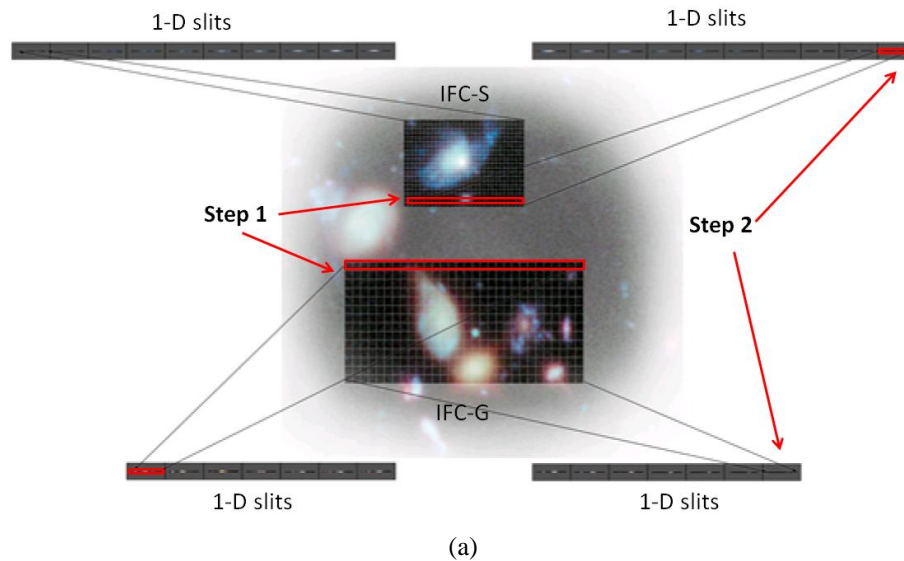 1-D slits
1-D slits
IFC-S
Step 1
Step 2
IFC-G
1-D slits
1-D slits
(a)